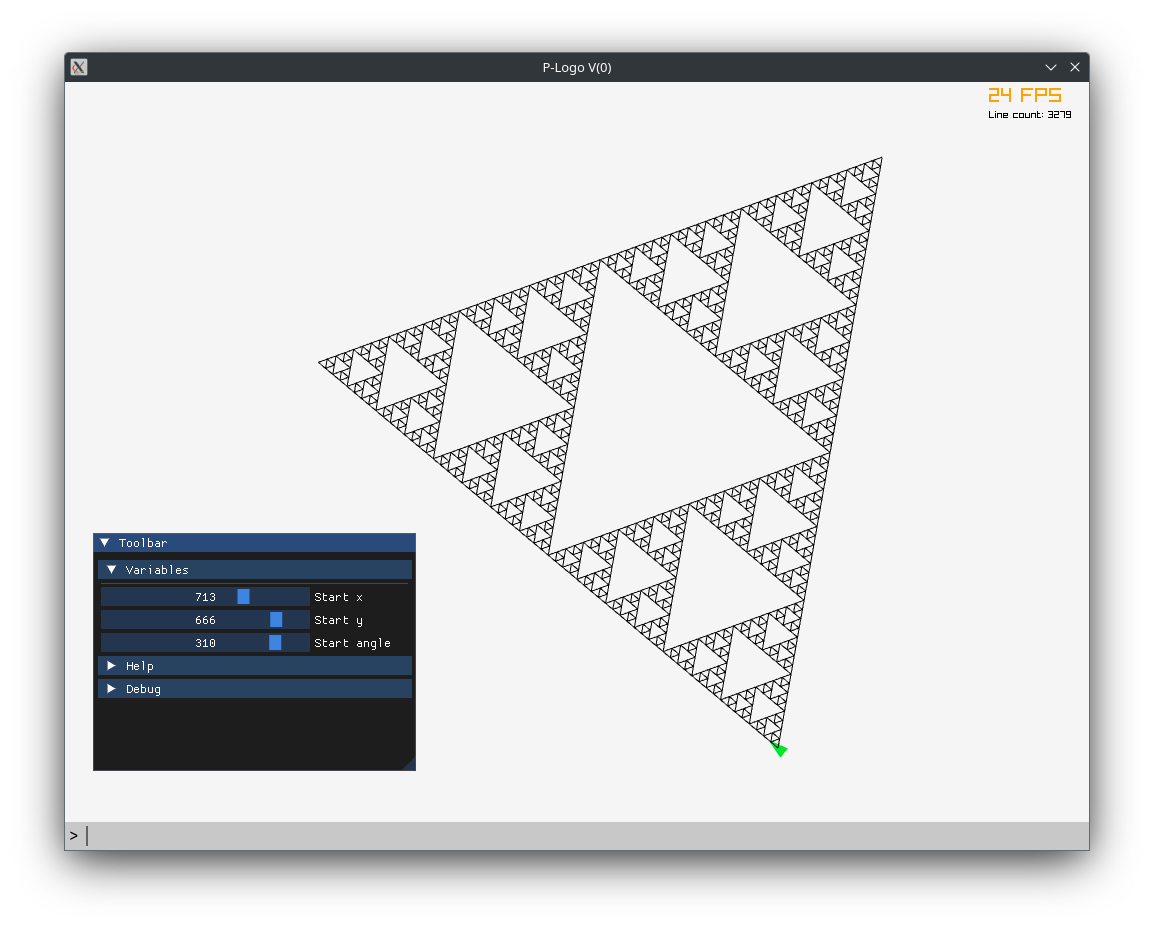 P-Logo V(0)
24 FPS
Line count: 3279
Toolbar
Variables
713 Start x
666 Start y
310 Start angle
Help
Debug
>